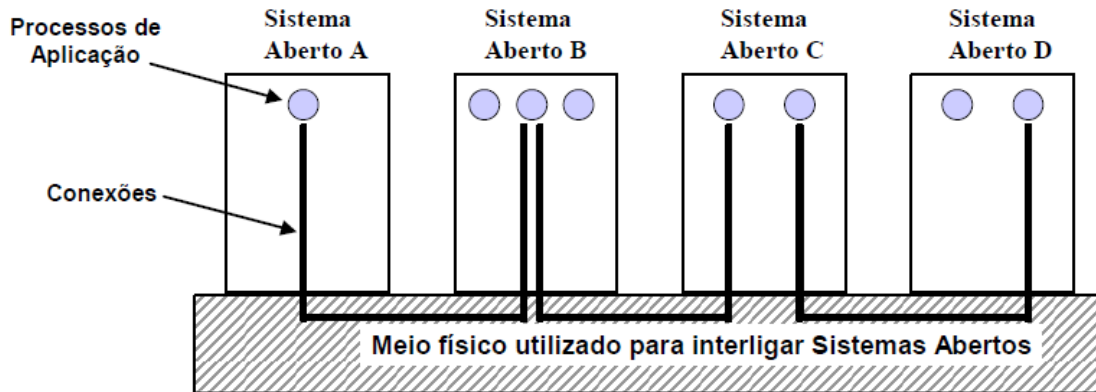 Processos de
Aplicação
Sistema
Aberto A
Sistema
Aberto B
Sistema
Aberto C
Sistema
Aberto D
Conexões
Meio físico utilizado para interligar Sistemas Abertos